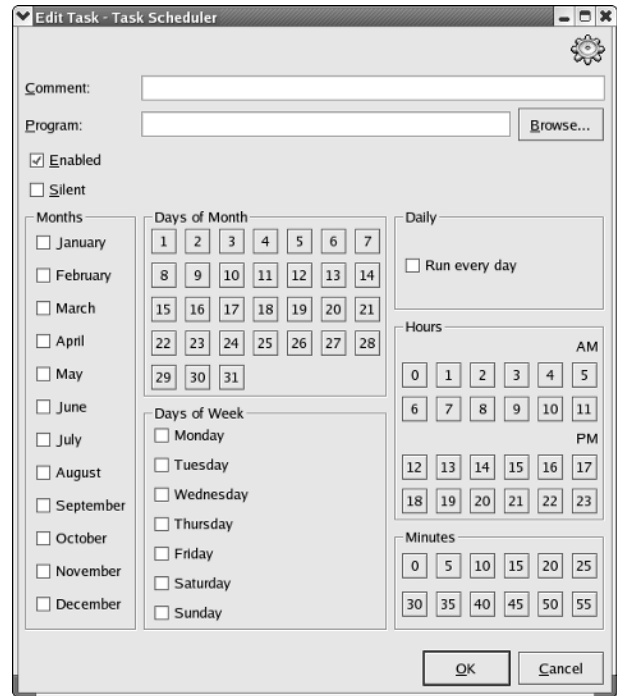 Edit Task - Task Scheduler
Comment:
Program:
Browse...
Enabled
Silent
Months
January
February
March
April
May
June
July
August
September
October
November
December
Days of Month
1 2 3 4 5 6 7
8 9 10 11 12 13 14
15 16 17 18 19 20 21
22 23 24 25 26 27 28
29 30 31
Days of Week
Monday
Tuesday
Wednesday
Thursday
Friday
Saturday
Sunday
Daily
Run every day
Hours
AM
0 1 2 3 4 5
6 7 8 9 10 11
PM
12 13 14 15 16 17
18 19 20 21 22 23
Minutes
0 5 10 15 20 25
30 35 40 45 50 55
OK
Cancel